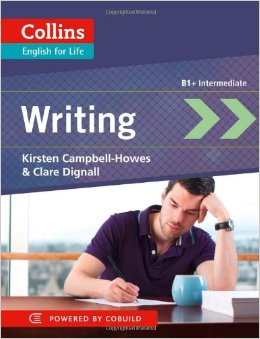 Collins
English for Life
B1+ Intermediate
Writing
Kirsten Campbell-Howes
& Clare Dignall
POWERED BY COBUILD